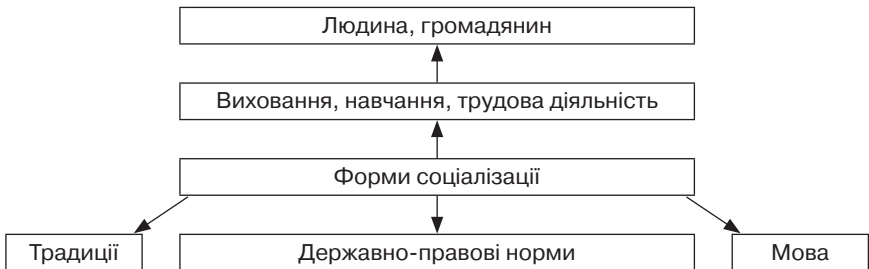 Людина, громадянин
Виховання, навчання, трудова діяльність
Форми соціалізації
Традиції
Державно-правові норми
Мова